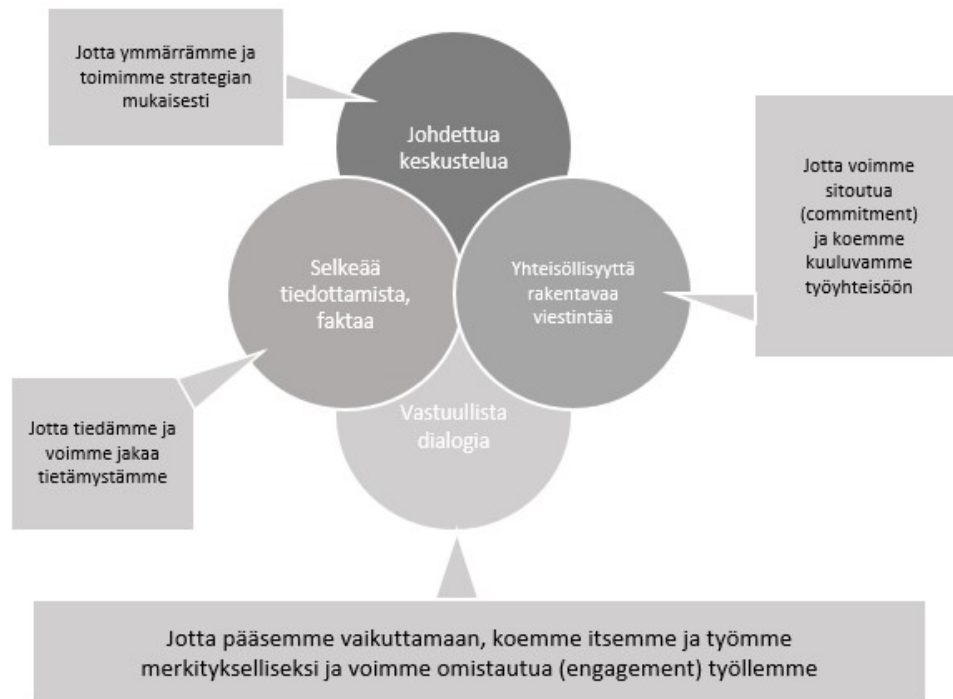 Jotta ymmärrämme ja
toimimme strategian
mukaisesti
Johdettua
keskustelua
Jotta voimme
sitoutua
(commitment)
ja koemme
kuuluvamme
työyhteisöön
Selkeää
tiedottamista,
faktaa
Yhteisöllisyyttä
rakentavaa
viestintää
Jotta tiedämme ja
voimme jakaa
tietämystämme
Vastuullista
dialogia
Jotta pääsemme vaikuttamaan, koemme itsemme ja työmme
merkitykselliseksi ja voimme omistautua (engagement) työllemme